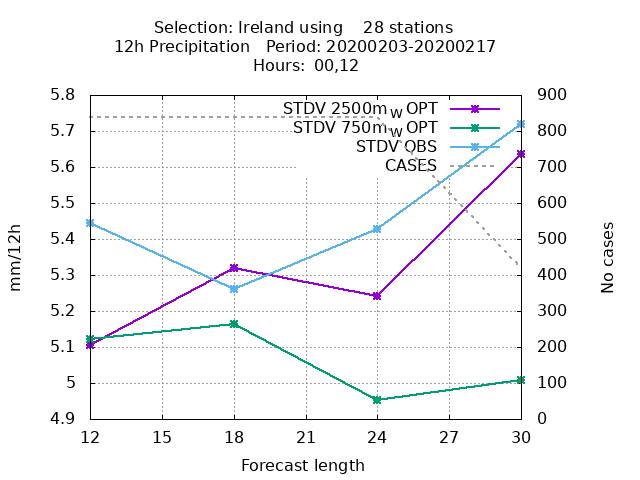 Selection: Ireland using    28 stations
12h Precipitation   Period: 20200203-20200217
Hours:  00,12
STDV 2500m_W OPT
STDV 750m_W OPT
STDV OBS
CASES
5.8
5.7
5.6
5.5
5.4
5.3
5.2
5.1
5
4.9
mm/12h
900
800
700
600
500
400
300
200
100
0
No cases
12 15 18 21 24 27 30
Forecast length